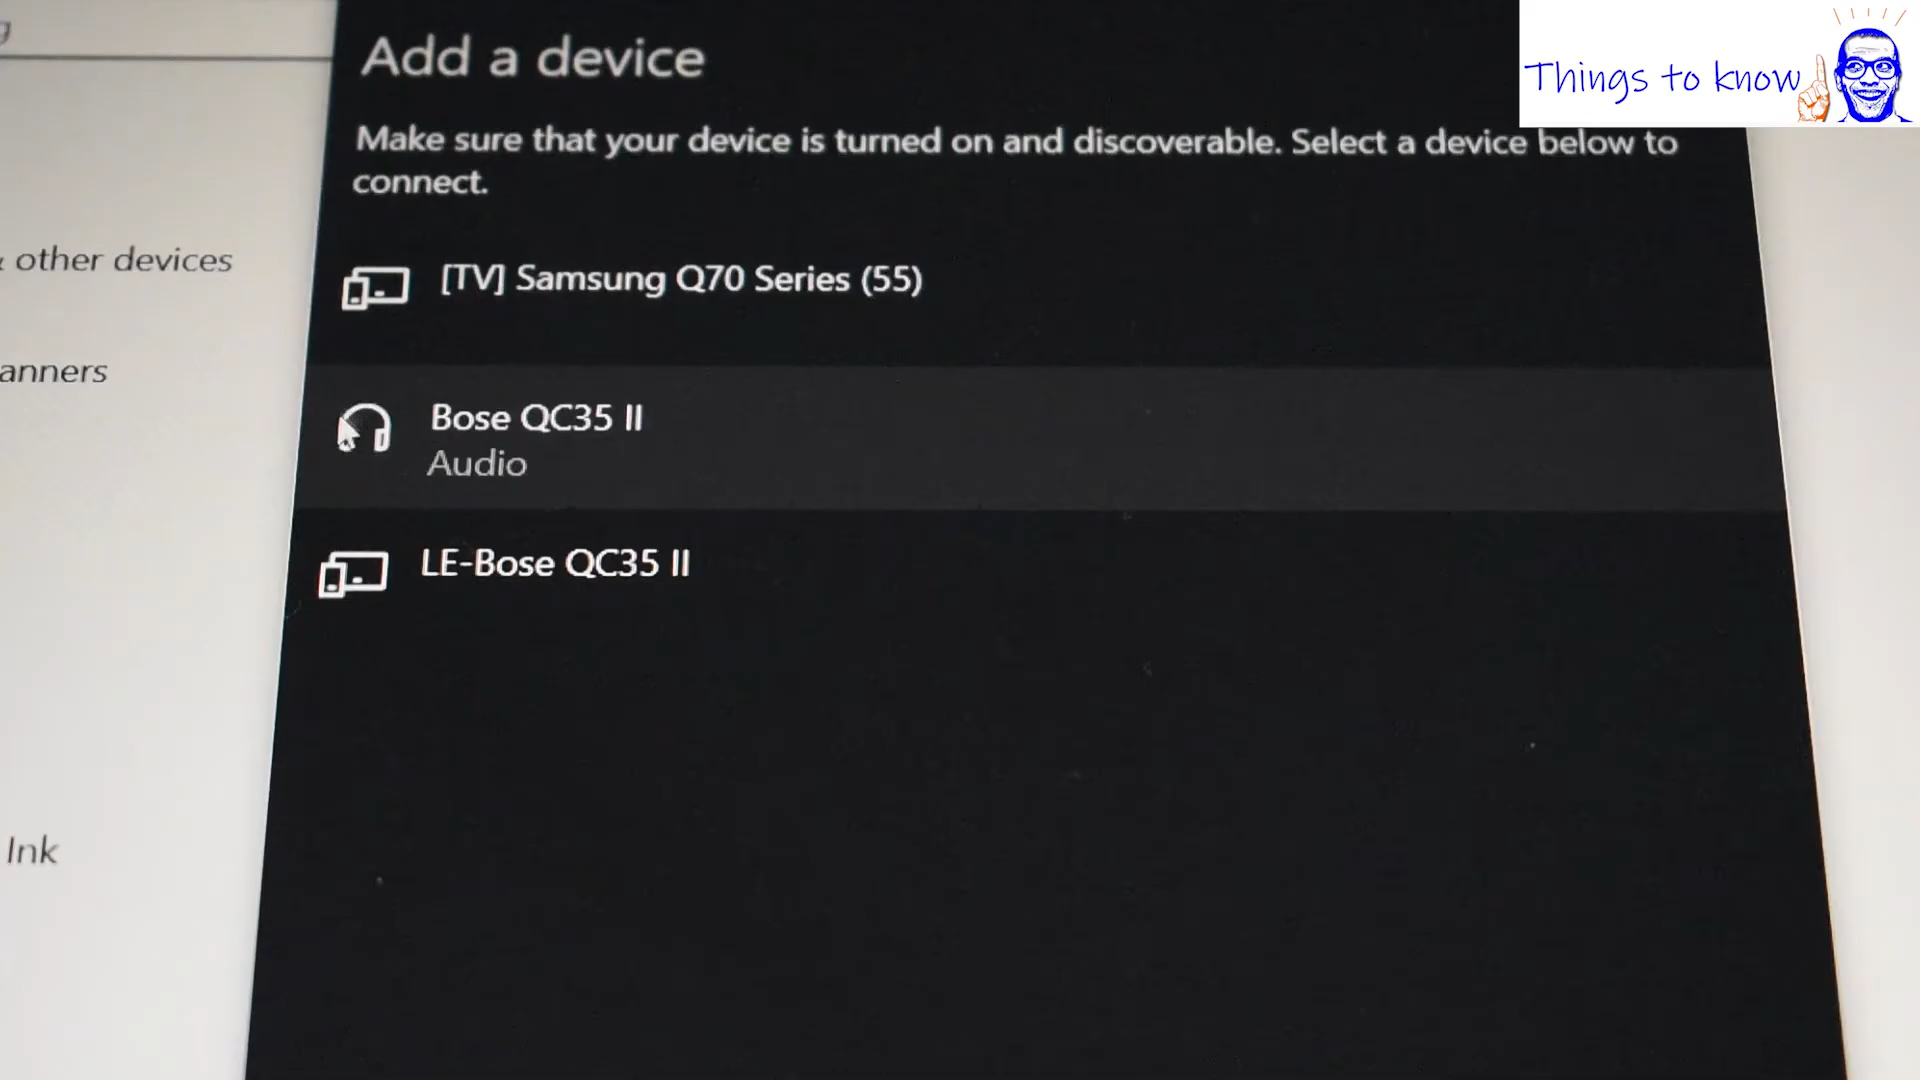 Things to know
Add a device
Make sure that your device is turned on and discoverable. Select a device below to
connect.
other devices
[TV] Samsung Q70 Series (55)
anners
Bose QC35 II
Audio
LE-Bose QC35 II
Ink